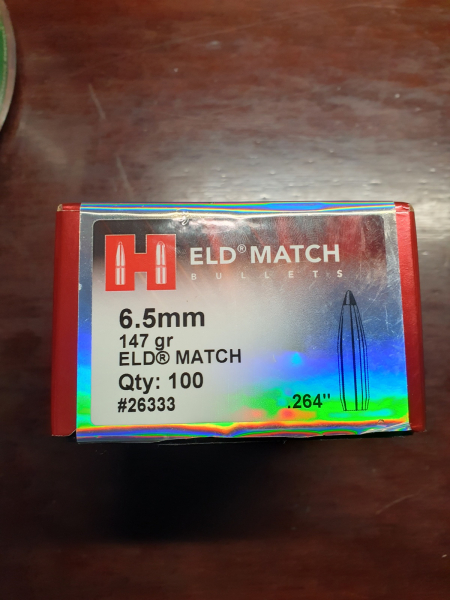 H
ELD® MATCH
BULLETS
6.5mm
147 gr
ELD® MATCH
Qty: 100
#26333
.264"